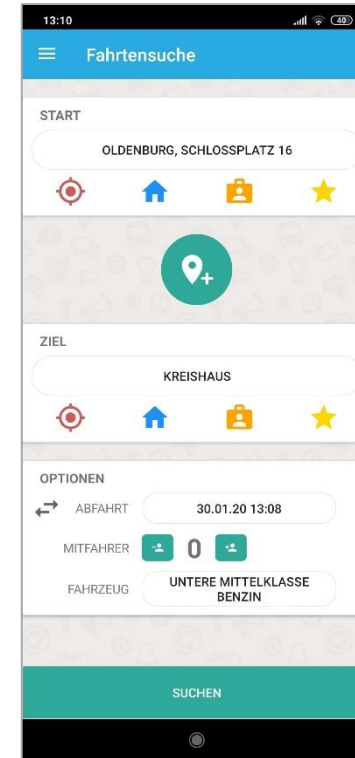 13:10
40
Fahrtensuche
START
OLDENBURG, SCHLOSSPLATZ 16
ZIEL
KREISHAUS
OPTIONEN
ABFAHRT 30.01.20 13:08
MITFAHRER 0
FAHRZEUG UNTERE MITTELKLASSE
BENZIN
SUCHEN